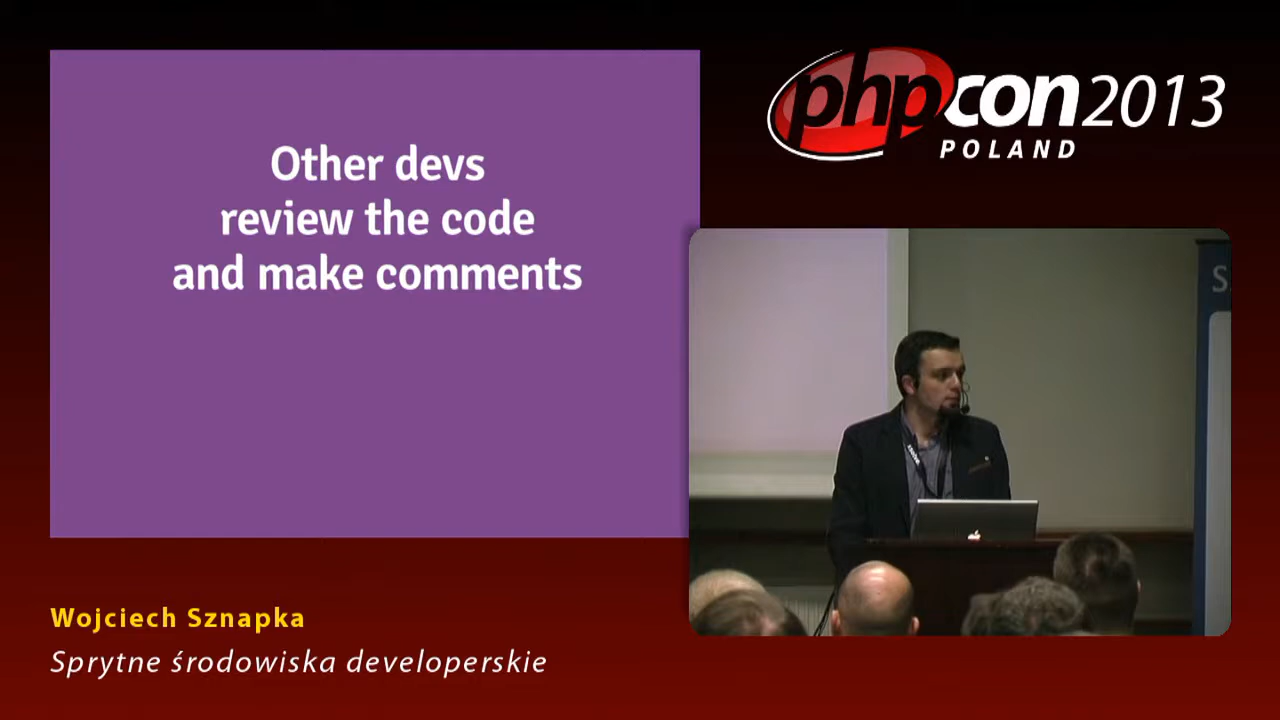 Other devs
review the code
and make comments
phpcon2013
POLAND
S
Wojciech Sznapka
Sprytne środowiska developerskie